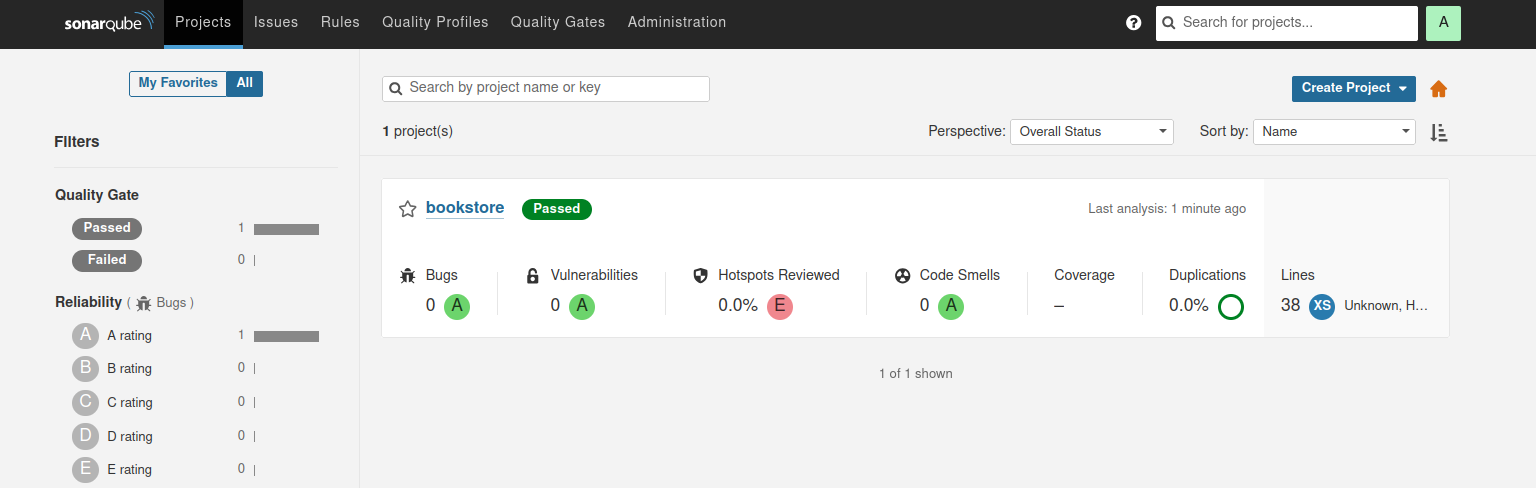 sonarqube Projects Issues Rules Quality Profiles Quality Gates Administration ? Search for projects... A
My Favorites All
Search by project name or key Create Project
Filters
1 project(s) Perspective: Overall Status Sort by: Name
Quality Gate
Passed 1
Failed 0
Reliability ( Bugs )
A A rating 1
B B rating 0
C C rating 0
D D rating 0
E E rating 0
bookstore Passed Last analysis: 1 minute ago
Bugs Vulnerabilities Hotspots Reviewed Code Smells Coverage Duplications Lines
0 A 0 A 0.0% E 0 A – 0.0% 38 XS Unknown, H...
1 of 1 shown